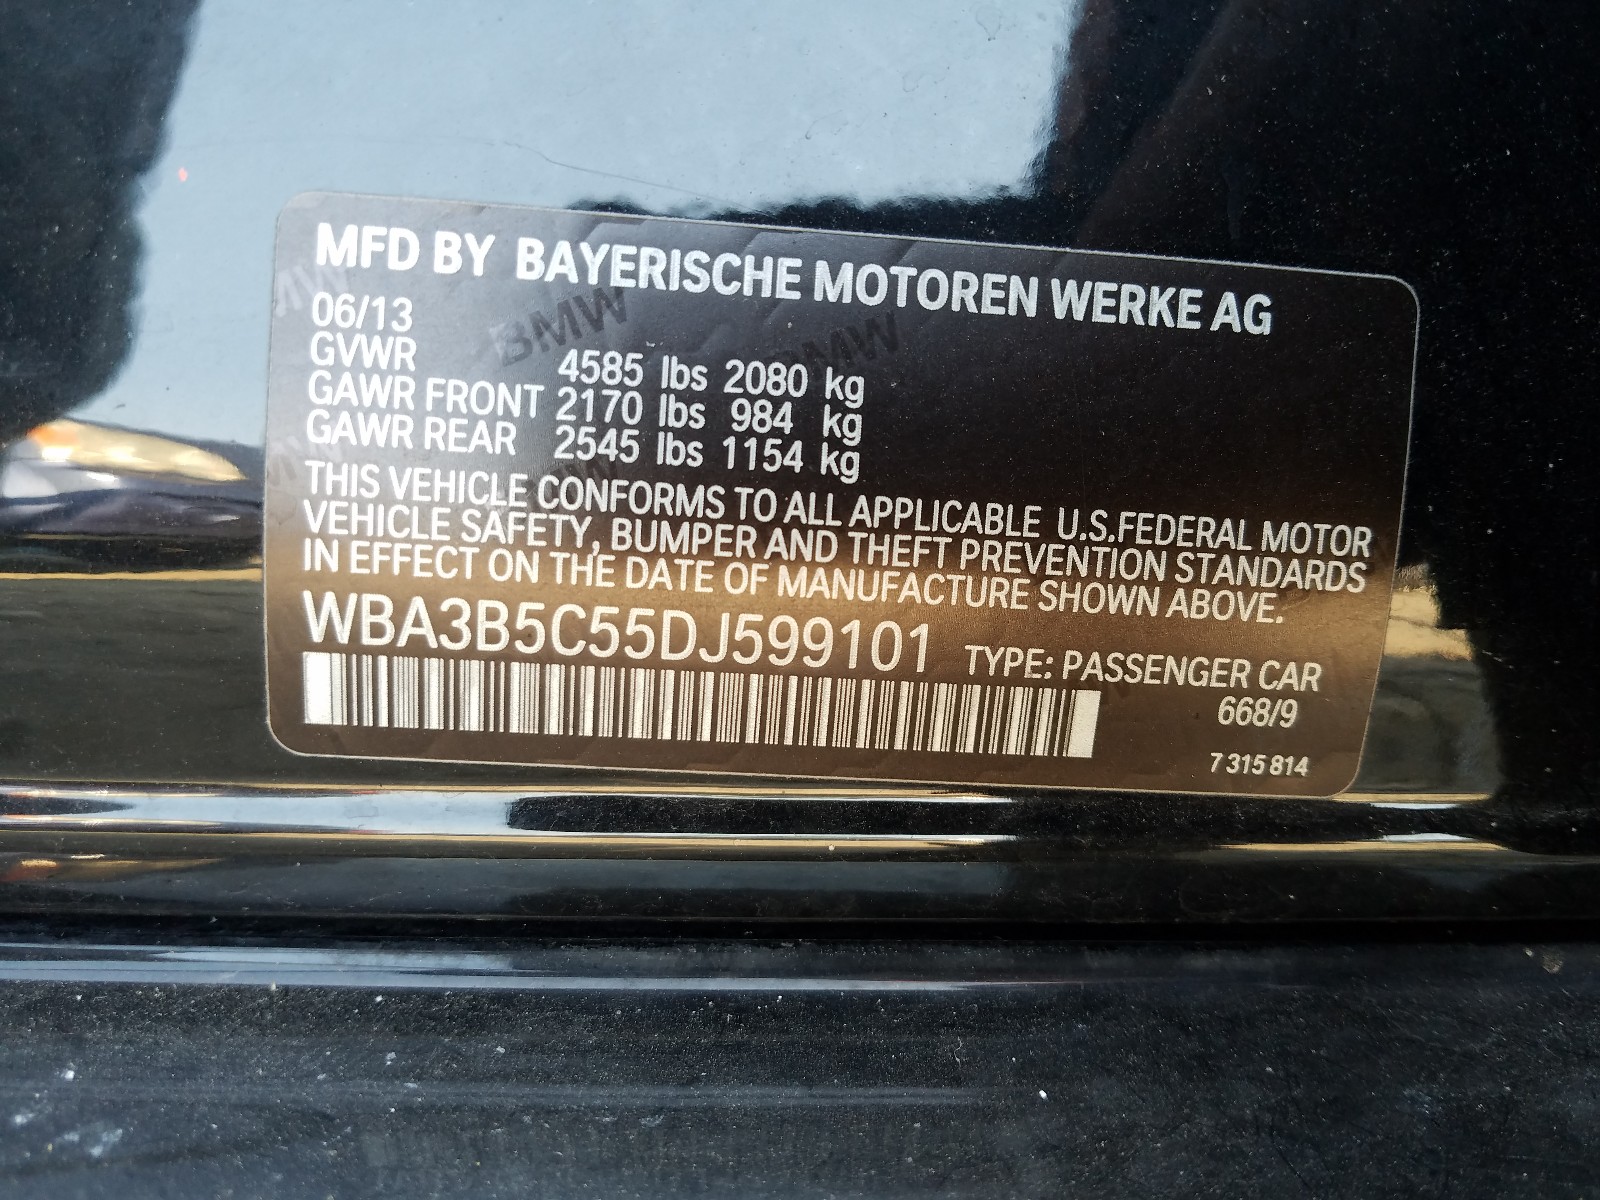 MFD BY BAYERISCHE MOTOREN WERKE AG
06/13
GVWR 4585 lbs 2080 kg
GAWR FRONT 2170 lbs 984 kg
GAWR REAR 2545 lbs 1154 kg
THIS VEHICLE CONFORMS TO ALL APPLICABLE U.S.FEDERAL MOTOR
VEHICLE SAFETY, BUMPER AND THEFT PREVENTION STANDARDS
IN EFFECT ON THE DATE OF MANUFACTURE SHOWN ABOVE.
WBA3B5C55DJ599101 TYPE: PASSENGER CAR
668/9
7 315 814